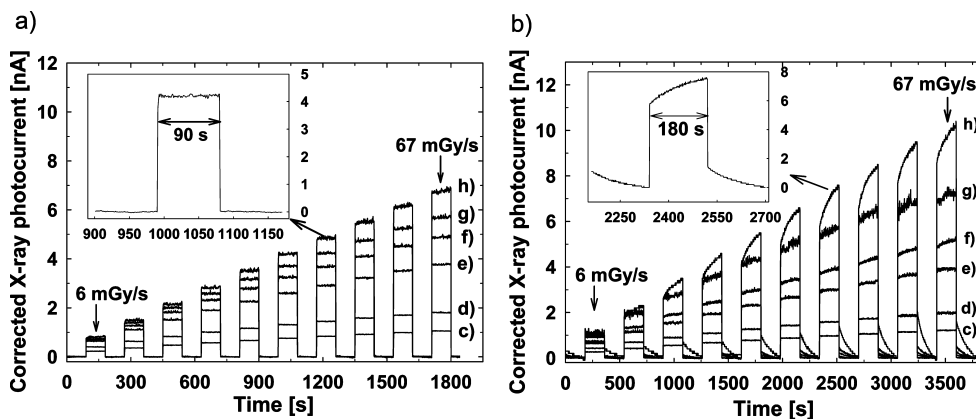 a)
Corrected X-ray photocurrent [nA]
12
10
8
6
4
2
0
0 300 600 900 1200 1500 1800
Time [s]
5
4
3
2
1
0
900 950 1000 1080 1100 1150
90 s
6 mGy/s
67 mGy/s
h)
g)
f)
e)
d)
c)
b)
Corrected X-ray photocurrent [nA]
12
10
8
6
4
2
0
0 500 1000 1500 2000 2500 3000 3500
Time [s]
8
6
4
2
0
2250 2340 2550 2700
180 s
6 mGy/s
67 mGy/s
h)
g)
f)
e)
d)
c)